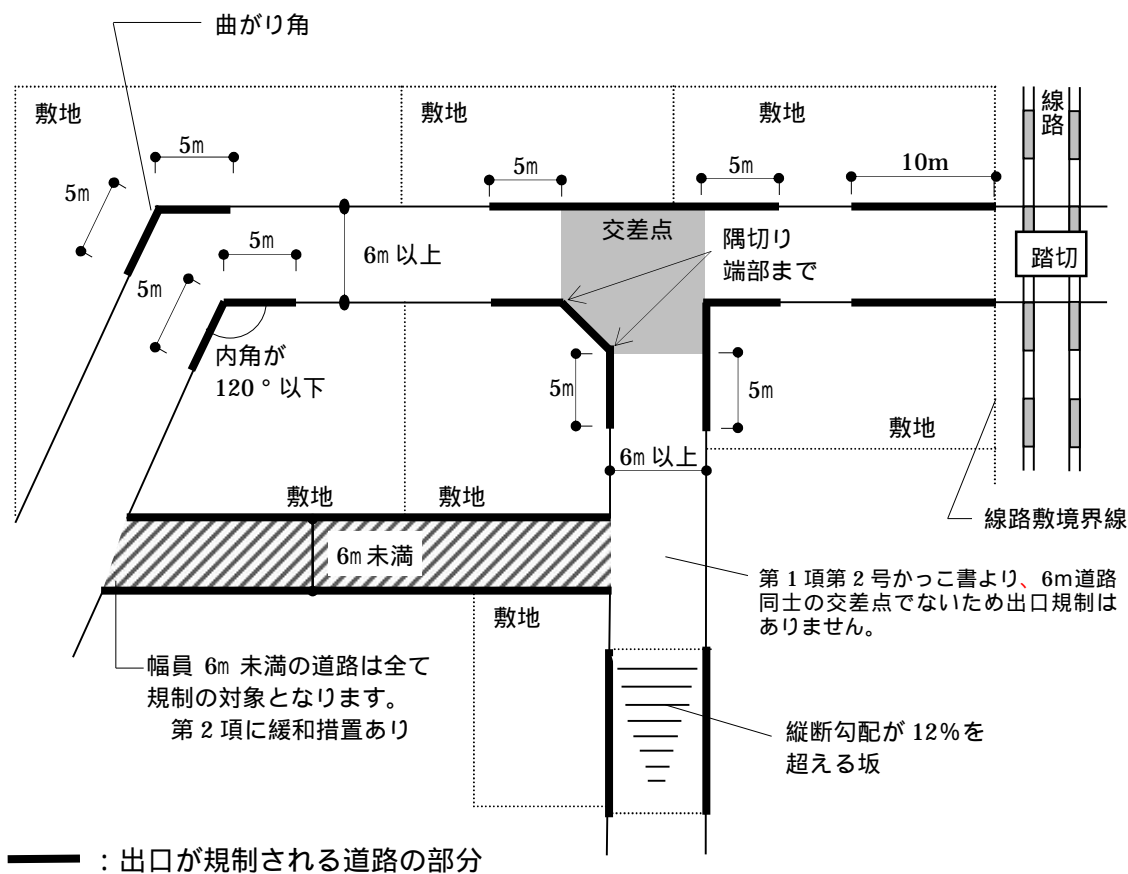 曲がり角
敷地
敷地
敷地
線路
5m
5m
5m
5m
10m
交差点
隅切り
端部まで
踏切
6m 以上
5m
5m
内角が
120°以下
5m
5m
敷地
6m 以上
敷地
敷地
線路敷境界線
6m 未満
第1項第2号かっこ書より、6m道路
同士の交差点でないため出口規制は
ありません。
敷地
幅員 6m 未満の道路は全て
規制の対象となります。
第2項に緩和措置あり
縦断勾配が 12%を
超える坂
：出口が規制される道路の部分